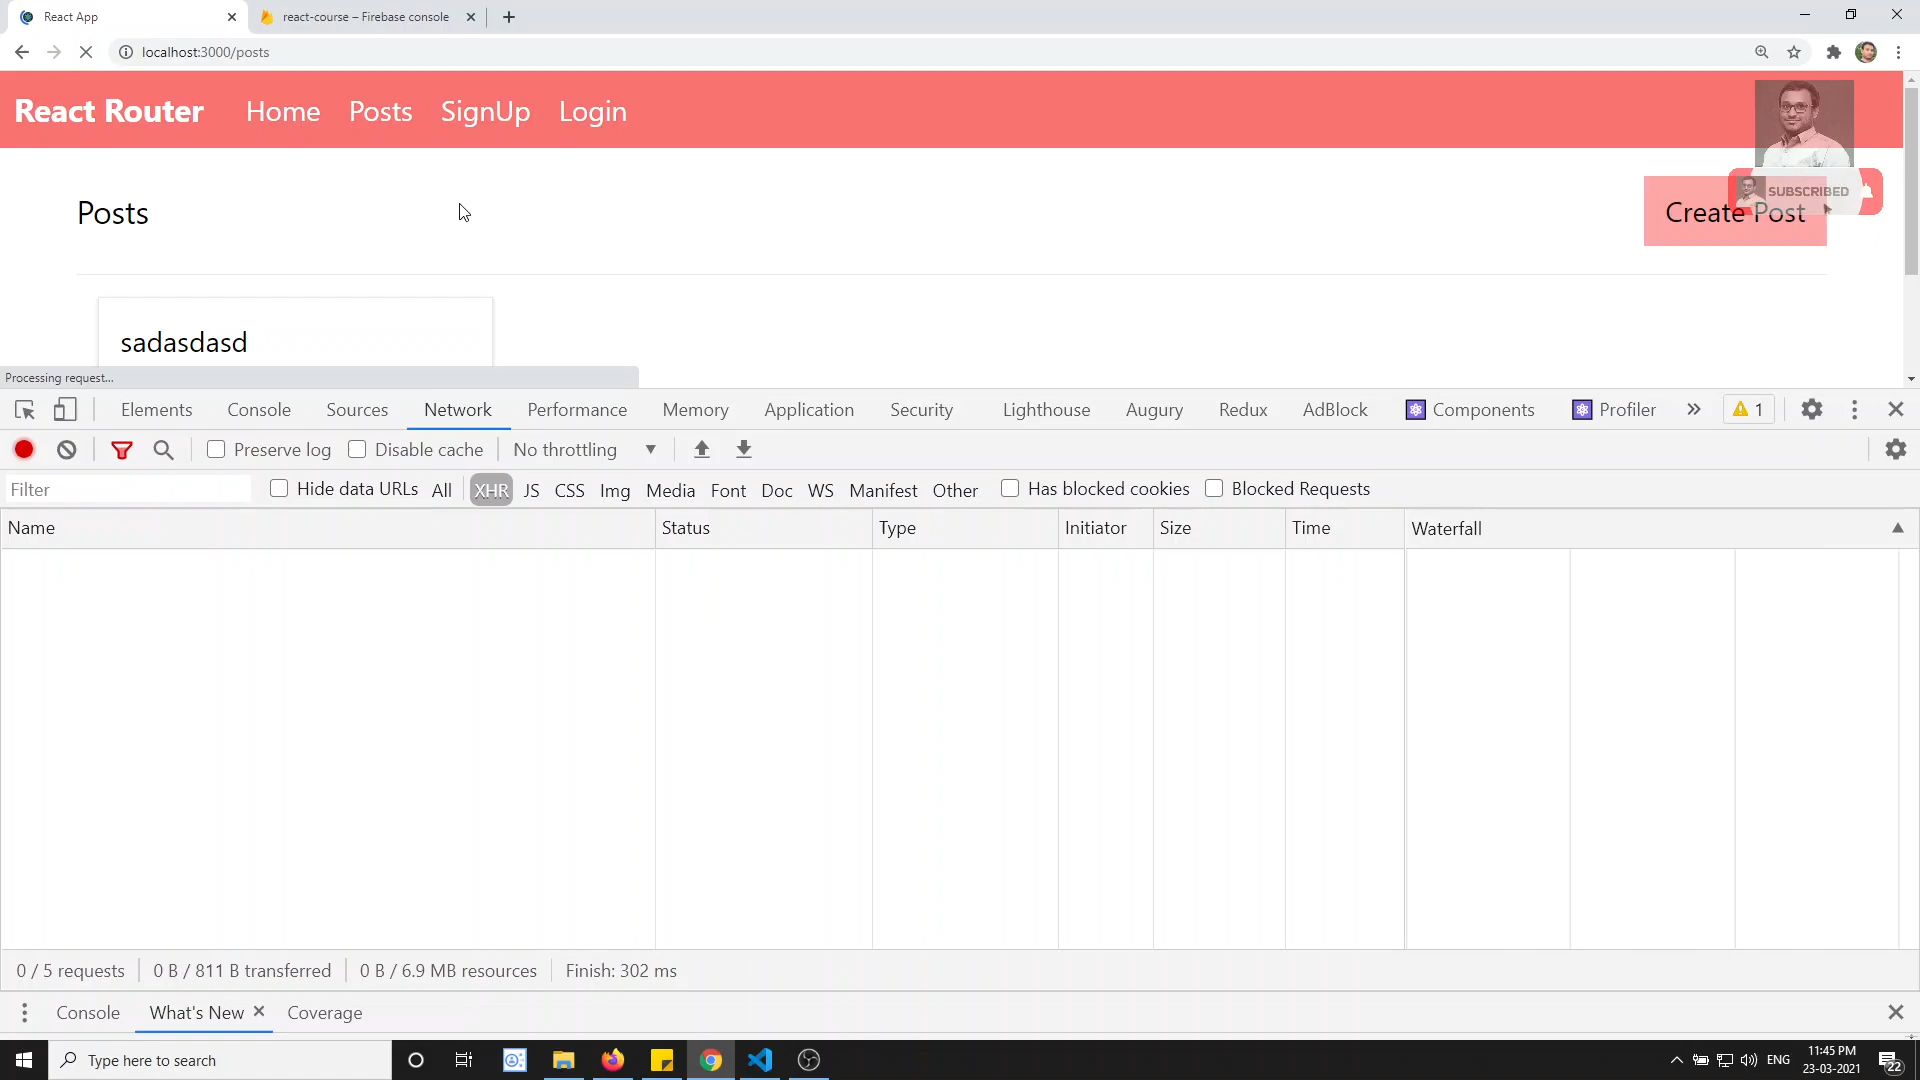 React App
react-course – Firebase console
localhost:3000/posts
React Router Home Posts SignUp Login
SUBSCRIBED
Posts
Create Post
sadasdasd
Processing request...
Elements Console Sources Network Performance Memory Application Security Lighthouse Augury Redux AdBlock Components Profiler 1
Preserve log Disable cache No throttling
Filter Hide data URLs All XHR JS CSS Img Media Font Doc WS Manifest Other Has blocked cookies Blocked Requests
Name Status Type Initiator Size Time Waterfall
0 / 5 requests 0 B / 811 B transferred 0 B / 6.9 MB resources Finish: 302 ms
Console What's New Coverage
Type here to search
ENG
11:45 PM
23-03-2021
22